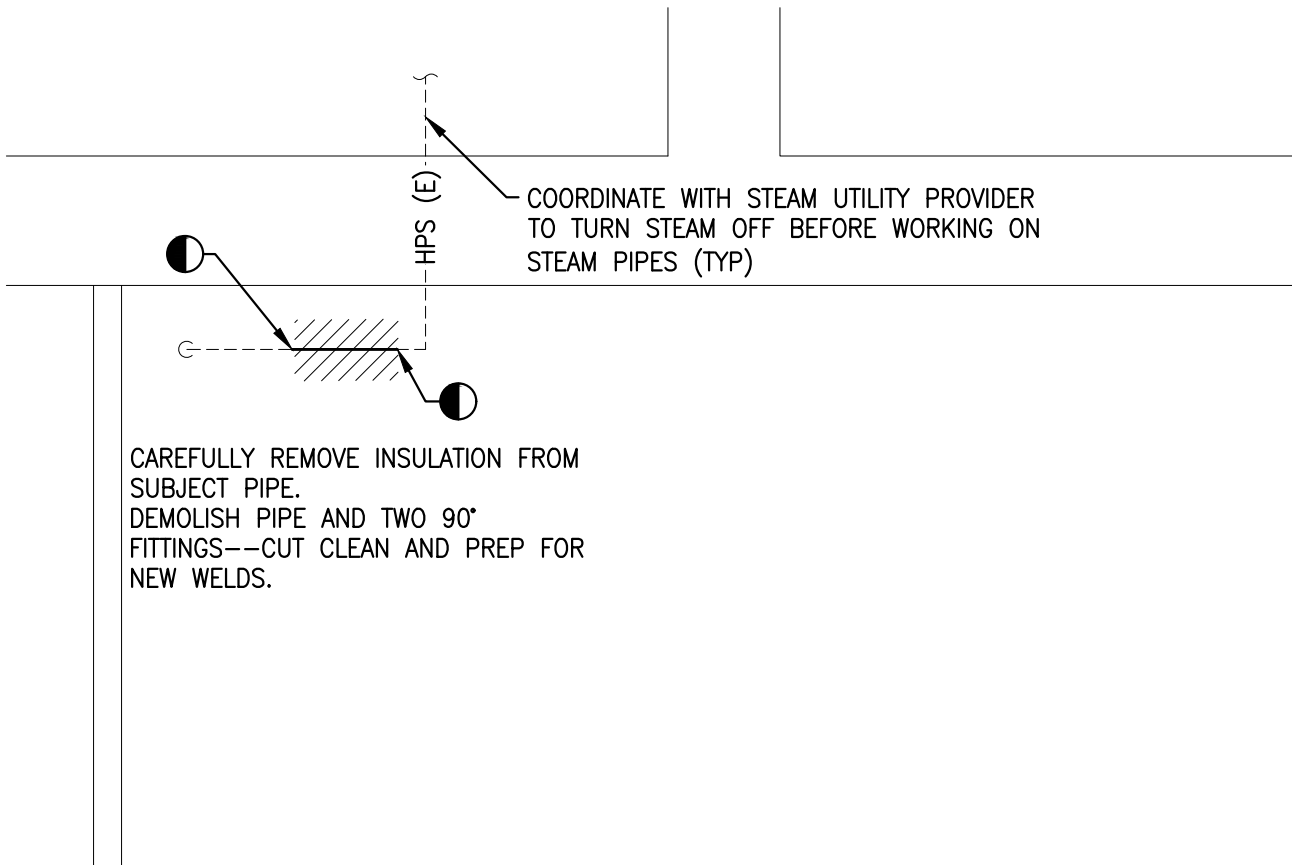 HPS (E)
COORDINATE WITH STEAM UTILITY PROVIDER
TO TURN STEAM OFF BEFORE WORKING ON
STEAM PIPES (TYP)
CAREFULLY REMOVE INSULATION FROM
SUBJECT PIPE.
DEMOLISH PIPE AND TWO 90°
FITTINGS--CUT CLEAN AND PREP FOR
NEW WELDS.